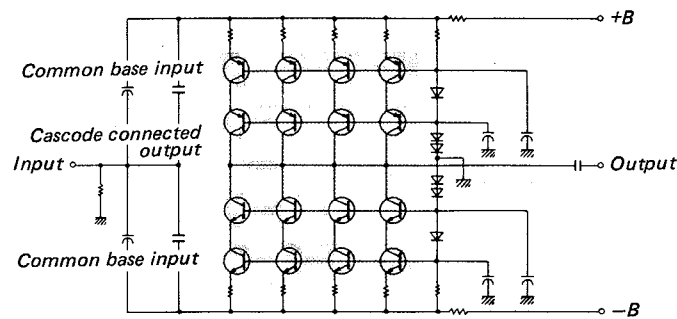 +B
Common base input
Cascode connected
output
Input
Output
Common base input
−B